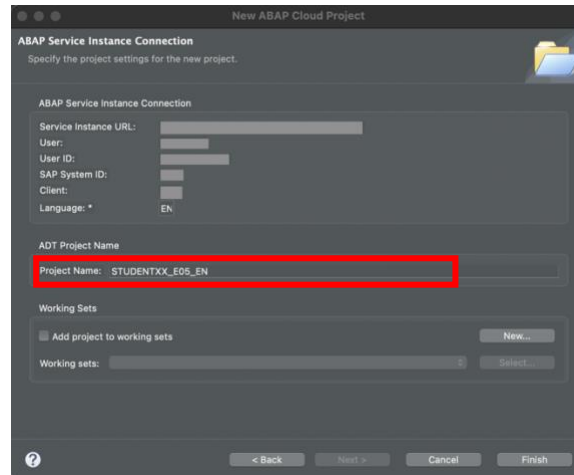 New ABAP Cloud Project
ABAP Service Instance Connection
Specify the project settings for the new project.
ABAP Service Instance Connection
Service Instance URL:
User:
User ID:
SAP System ID:
Client:
Language: * EN
ADT Project Name
Project Name: STUDENTXX_E05_EN
Working Sets
Add project to working sets New...
Working sets: Select...
? < Back Next > Cancel Finish